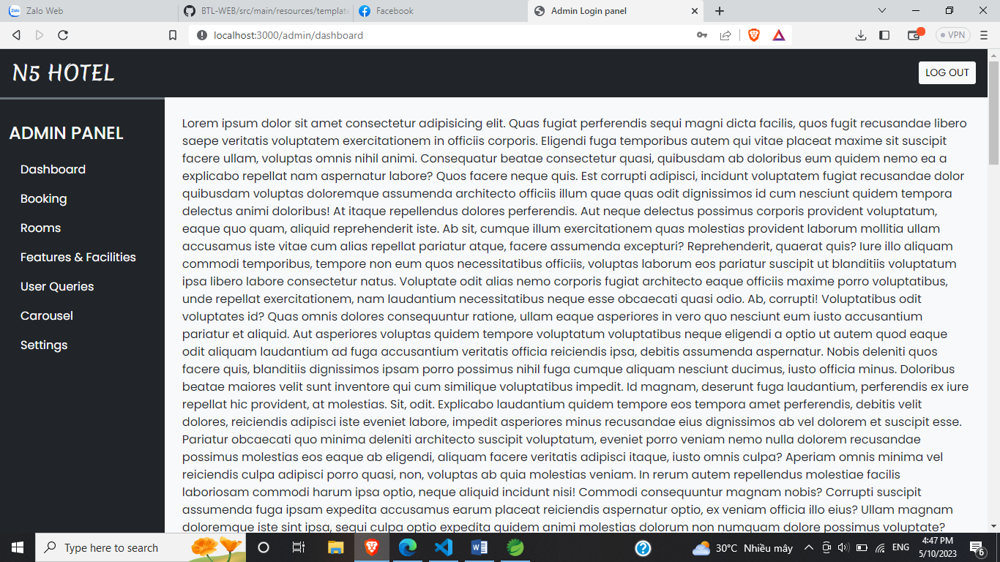 Zalo Web
BTL-WEB/src/main/resources/template
Facebook
Admin Login panel
localhost:3000/admin/dashboard
VPN
N5 HOTEL
LOG OUT
ADMIN PANEL
Dashboard
Booking
Rooms
Features & Facilities
User Queries
Carousel
Settings
Lorem ipsum dolor sit amet consectetur adipisicing elit. Quas fugiat perferendis sequi magni dicta facilis, quos fugit recusandae libero
saepe veritatis voluptatem exercitationem in officiis corporis. Eligendi fuga temporibus autem qui vitae placeat maxime sit suscipit
facere ullam, voluptas omnis nihil animi. Consequatur beatae consectetur quasi, quibusdam ab doloribus eum quidem nemo ea a
explicabo repellat nam aspernatur labore? Quos facere neque quis. Est corrupti adipisci, incidunt voluptatem fugiat recusandae dolor
quibusdam voluptas doloremque assumenda architecto officiis illum quae quas odit dignissimos id cum nesciunt quidem tempora
delectus animi doloribus! At itaque repellendus dolores perferendis. Aut neque delectus possimus corporis provident voluptatum,
eaque quo quam, aliquid reprehenderit iste. Ab sit, cumque illum exercitationem quas molestias provident laborum mollitia ullam
accusamus iste vitae cum alias repellat pariatur atque, facere assumenda excepturi? Reprehenderit, quaerat quis? Iure illo aliquam
commodi temporibus, tempore non eum quos necessitatibus officiis, voluptas laborum eos pariatur suscipit ut blanditiis voluptatum
ipsa libero labore consectetur natus. Voluptate odit alias nemo corporis fugiat architecto eaque officiis maxime porro voluptatibus,
unde repellat exercitationem, nam laudantium necessitatibus neque esse obcaecati quasi odio. Ab, corrupti! Voluptatibus odit
voluptates id? Quas omnis dolores consequuntur ratione, ullam eaque asperiores in vero quo nesciunt eum iusto accusantium
pariatur et aliquid. Aut asperiores voluptas quidem tempore voluptatum voluptatibus neque eligendi a optio ut autem quod eaque
odit aliquam laudantium ad fuga accusantium veritatis officia reiciendis ipsa, debitis assumenda aspernatur. Nobis deleniti quos
facere quis, blanditiis dignissimos ipsam porro possimus nihil fuga cumque aliquam nesciunt ducimus, iusto officia minus. Doloribus
beatae maiores velit sunt inventore qui cum similique voluptatibus impedit. Id magnam, deserunt fuga laudantium, perferendis ex iure
repellat hic provident, at molestias. Sit, odit. Explicabo laudantium quidem tempore eos tempora amet perferendis, debitis velit
dolores, reiciendis adipisci iste eveniet labore, impedit asperiores minus recusandae eius dignissimos ab vel dolorem et suscipit esse.
Pariatur obcaecati quo minima deleniti architecto suscipit voluptatum, eveniet porro veniam nemo nulla dolorem recusandae
possimus molestias eos eaque ab eligendi, aliquam facere veritatis adipisci itaque, iusto omnis culpa? Aperiam omnis minima vel
reiciendis culpa adipisci porro quasi, non, voluptas ab quia molestias veniam. In rerum autem repellendus molestiae facilis
laboriosam commodi harum ipsa optio, neque aliquid incidunt nisi! Commodi consequuntur magnam nobis? Corrupti suscipit
assumenda fuga ipsam expedita accusamus earum placeat reiciendis aspernatur optio, ex veniam officia illo eius? Ullam magnam
doloremque iste sint ipsa, sequi culpa optio expedita quidem animi molestias dolorum non numquam dolore possimus voluptate?
Type here to search
30°C Nhiều mây
ENG
4:47 PM
5/10/2023
6